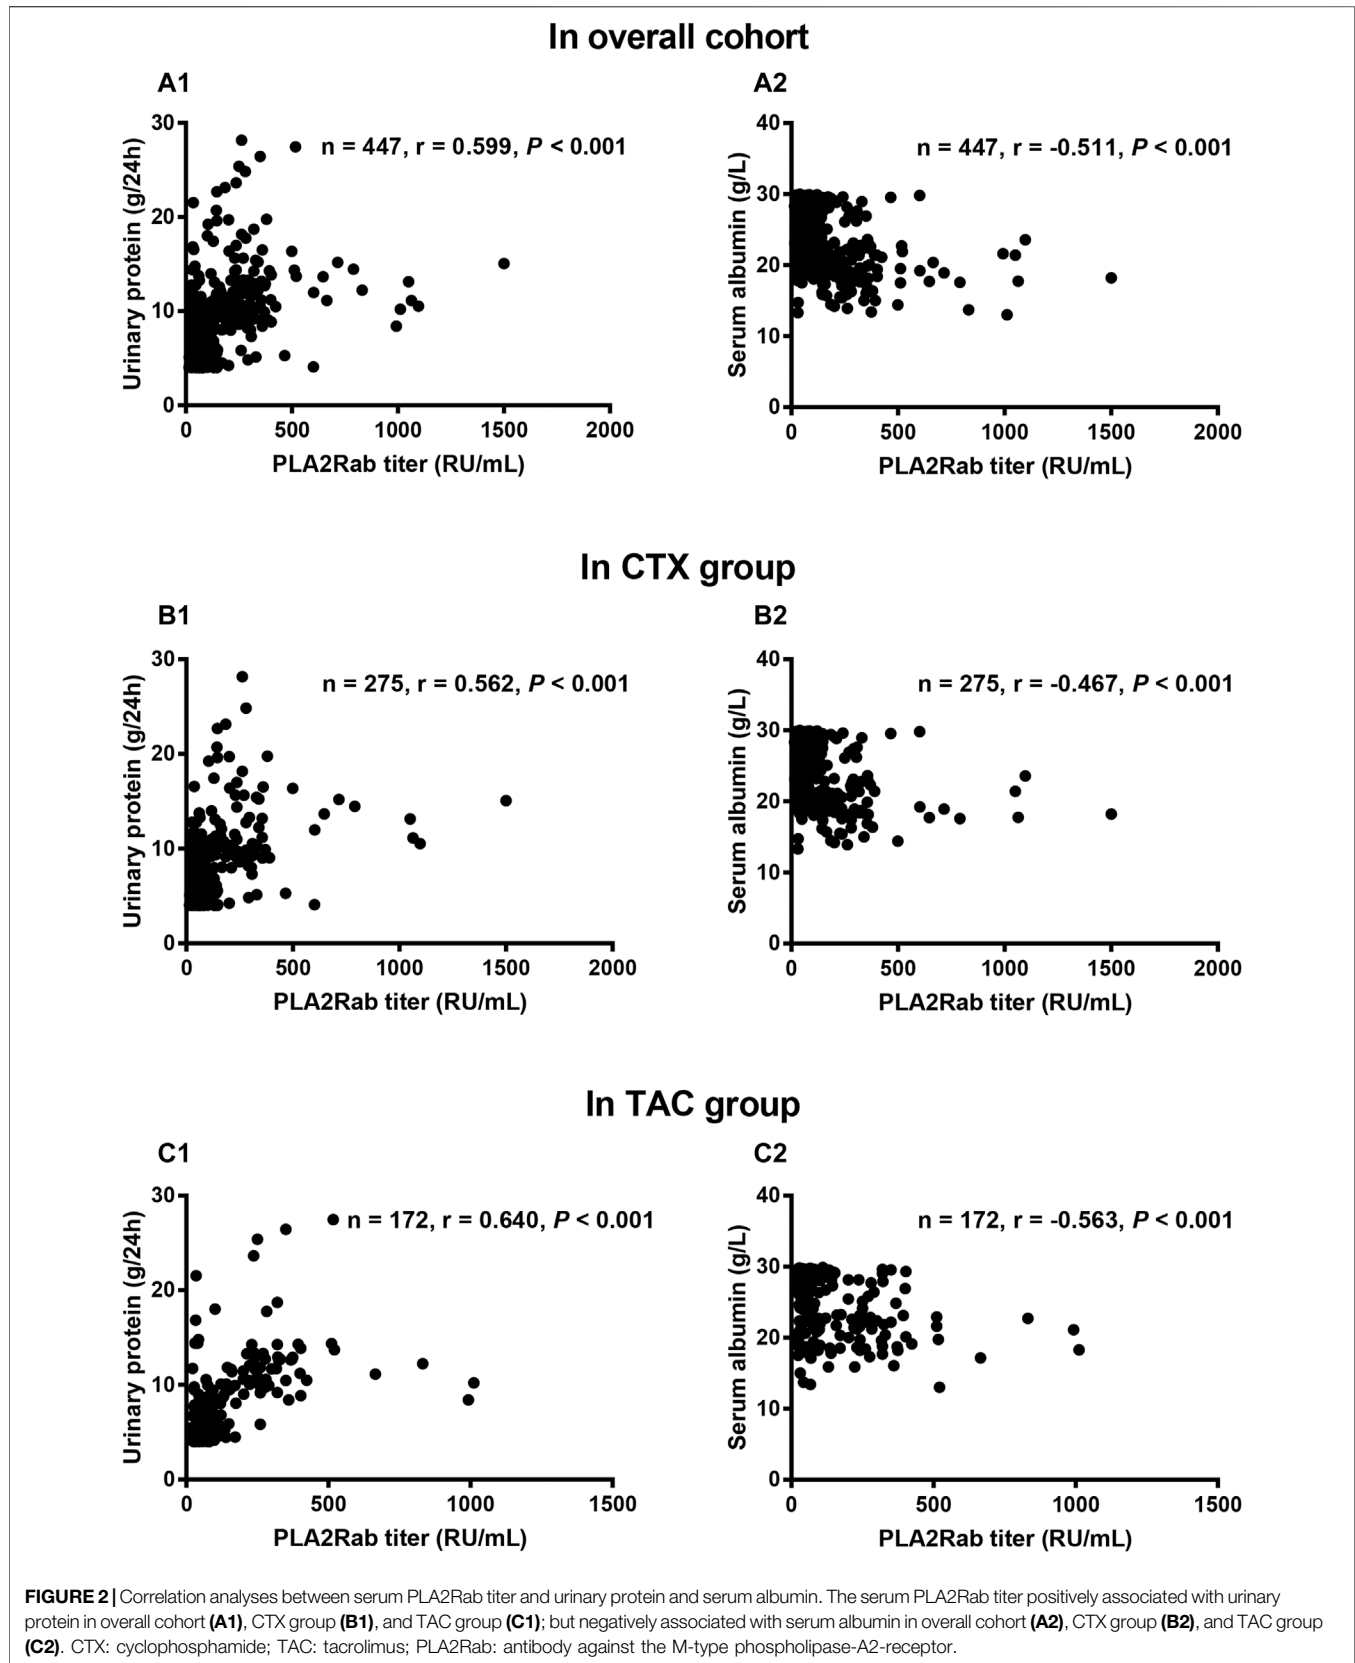 In overall cohort
A1
A2
30
20
10
0
Urinary protein (g/24h)
n = 447, r = 0.599, P < 0.001
0 500 1000 1500 2000
PLA2Rab titer (RU/mL)
40
30
20
10
0
Serum albumin (g/L)
n = 447, r = -0.511, P < 0.001
0 500 1000 1500 2000
PLA2Rab titer (RU/mL)
In CTX group
B1
B2
30
20
10
0
Urinary protein (g/24h)
n = 275, r = 0.562, P < 0.001
0 500 1000 1500 2000
PLA2Rab titer (RU/mL)
40
30
20
10
0
Serum albumin (g/L)
n = 275, r = -0.467, P < 0.001
0 500 1000 1500 2000
PLA2Rab titer (RU/mL)
In TAC group
C1
C2
30
20
10
0
Urinary protein (g/24h)
n = 172, r = 0.640, P < 0.001
0 500 1000 1500
PLA2Rab titer (RU/mL)
40
30
20
10
0
Serum albumin (g/L)
n = 172, r = -0.563, P < 0.001
0 500 1000 1500
PLA2Rab titer (RU/mL)
FIGURE 2 | Correlation analyses between serum PLA2Rab titer and urinary protein and serum albumin. The serum PLA2Rab titer positively associated with urinary
protein in overall cohort (A1), CTX group (B1), and TAC group (C1); but negatively associated with serum albumin in overall cohort (A2), CTX group (B2), and TAC group
(C2). CTX: cyclophosphamide; TAC: tacrolimus; PLA2Rab: antibody against the M-type phospholipase-A2-receptor.